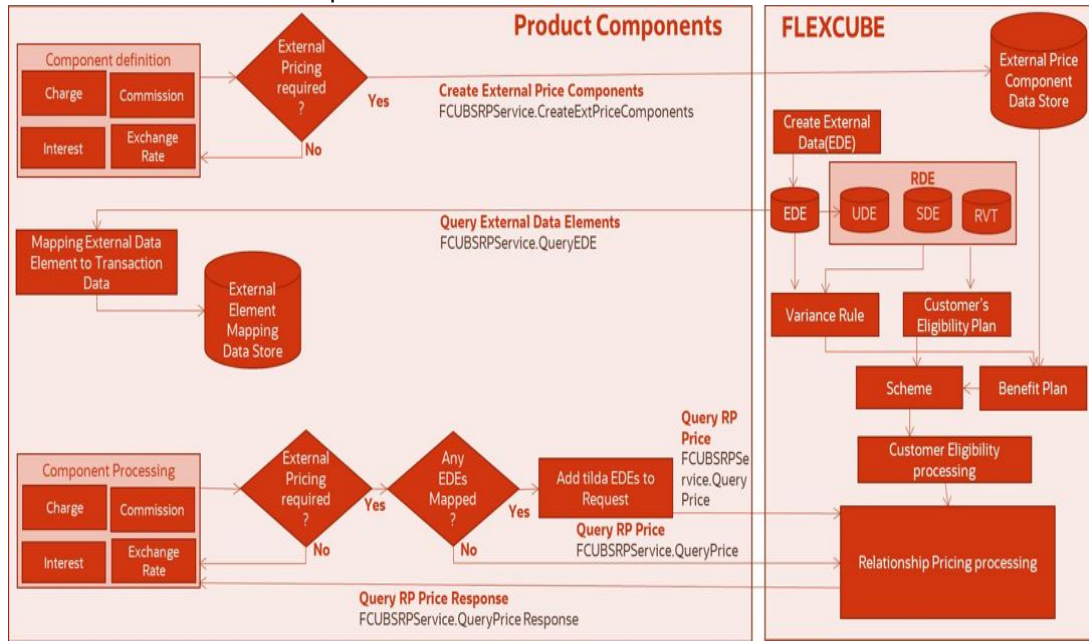 Product Components
Component definition
Charge
Commission
Interest
Exchange
Rate
External
Pricing
required
?
Yes
No
Create External Price Components
FCUBSRPService.CreateExtPriceComponents
Query External Data Elements
FCUBSRPService.QueryEDE
Mapping External Data
Element to Transaction
Data
External
Element
Mapping
Data Store
Component Processing
Charge
Commission
Interest
Exchange
Rate
External
Pricing
required
?
Yes
No
Any
EDEs
Mapped
?
Yes
No
Add tilda EDEs to
Request
Query RP
Price
FCUBSRPSe
rvice.Query
Price
Query RP Price
FCUBSRPService.QueryPrice
Query RP Price Response
FCUBSRPService.QueryPrice Response
FLEXCUBE
External Price
Component
Data Store
Create External
Data(EDE)
RDE
EDE
UDE
SDE
RVT
Variance Rule
Customer's
Eligibility Plan
Scheme
Benefit Plan
Customer Eligibility
processing
Relationship Pricing processing